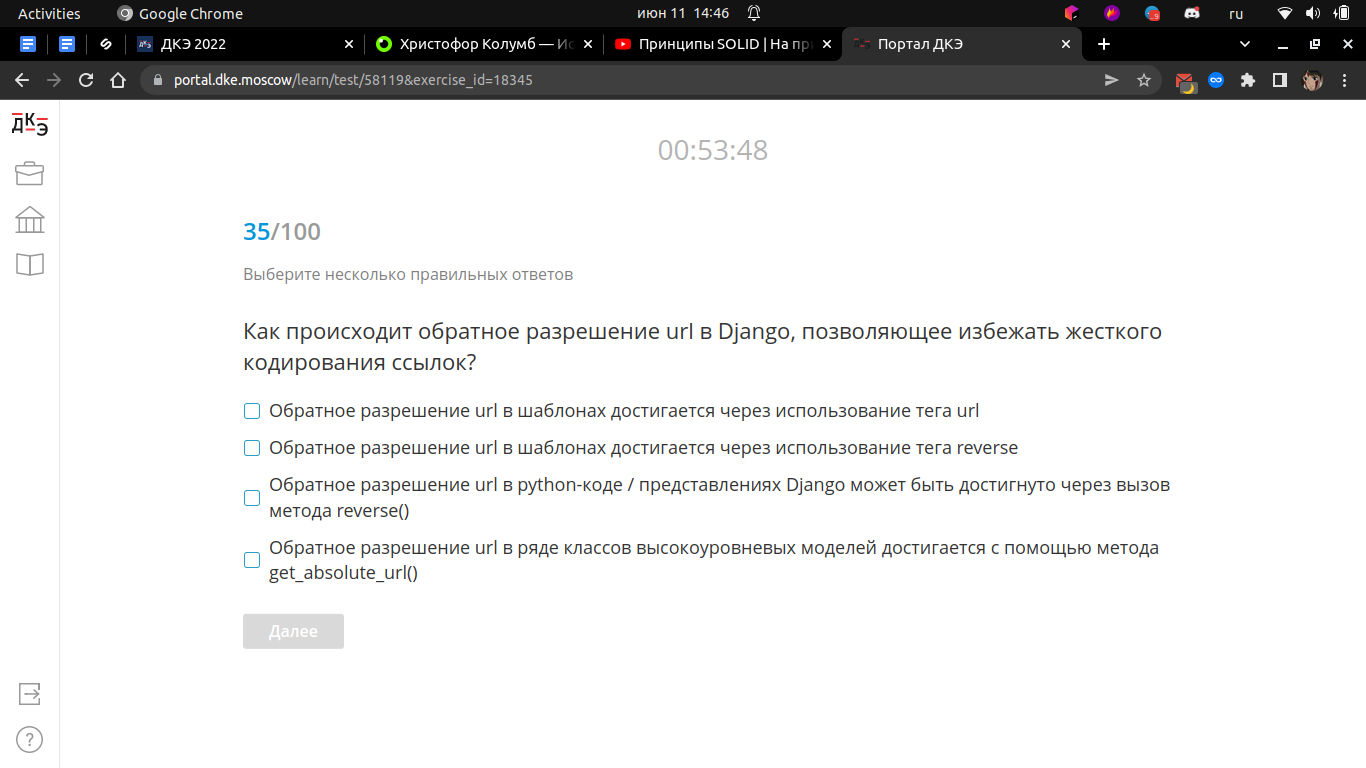 Activities
Google Chrome
июн 11 14:46
ru
ДКЭ 2022
Христофор Колумб — Ис
Принципы SOLID | На пр
Портал ДКЭ
portal.dke.moscow/learn/test/58119&exercise_id=18345
ДКЭ
00:53:48
35/100
Выберите несколько правильных ответов
Как происходит обратное разрешение url в Django, позволяющее избежать жесткого
кодирования ссылок?
Обратное разрешение url в шаблонах достигается через использование тега url
Обратное разрешение url в шаблонах достигается через использование тега reverse
Обратное разрешение url в python-коде / представлениях Django может быть достигнуто через вызов
метода reverse()
Обратное разрешение url в ряде классов высокоуровневых моделей достигается с помощью метода
get_absolute_url()
Далее